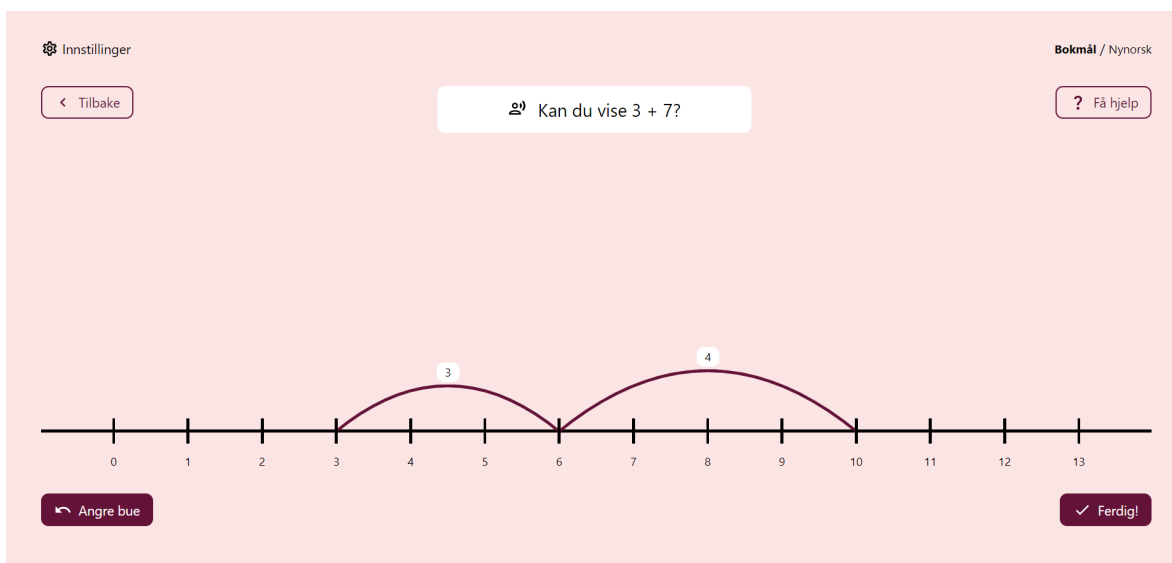 Innstillinger
Bokmål / Nynorsk
Tilbake
Kan du vise 3 + 7?
? Få hjelp
4
3
0 1 2 3 4 5 6 7 8 9 10 11 12 13
Angre bue
Ferdig!